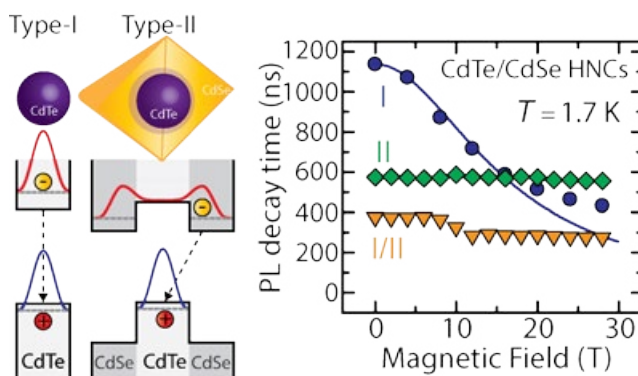 Type-I
Type-II
CdTe
CdSe
CdTe
CdTe
CdSe
CdTe
CdSe
PL decay time (ns)
1200
1000
800
600
400
200
0
CdTe/CdSe HNCs
T = 1.7 K
I
II
I/II
0
10
20
30
Magnetic Field (T)